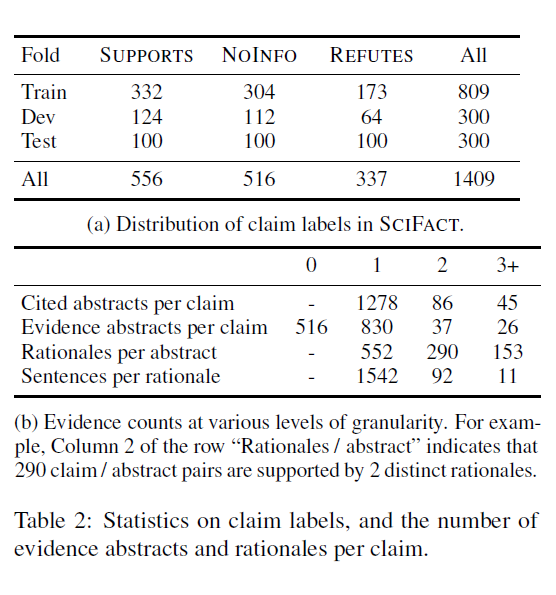 Fold SUPPORTS NOINFO REFUTES All
Train 332 304 173 809
Dev 124 112 64 300
Test 100 100 100 300
All 556 516 337 1409
(a) Distribution of claim labels in SCIFACT.
0 1 2 3+
Cited abstracts per claim - 1278 86 45
Evidence abstracts per claim 516 830 37 26
Rationales per abstract - 552 290 153
Sentences per rationale - 1542 92 11
(b) Evidence counts at various levels of granularity. For exam-
ple, Column 2 of the row “Rationales / abstract” indicates that
290 claim / abstract pairs are supported by 2 distinct rationales.
Table 2: Statistics on claim labels, and the number of
evidence abstracts and rationales per claim.